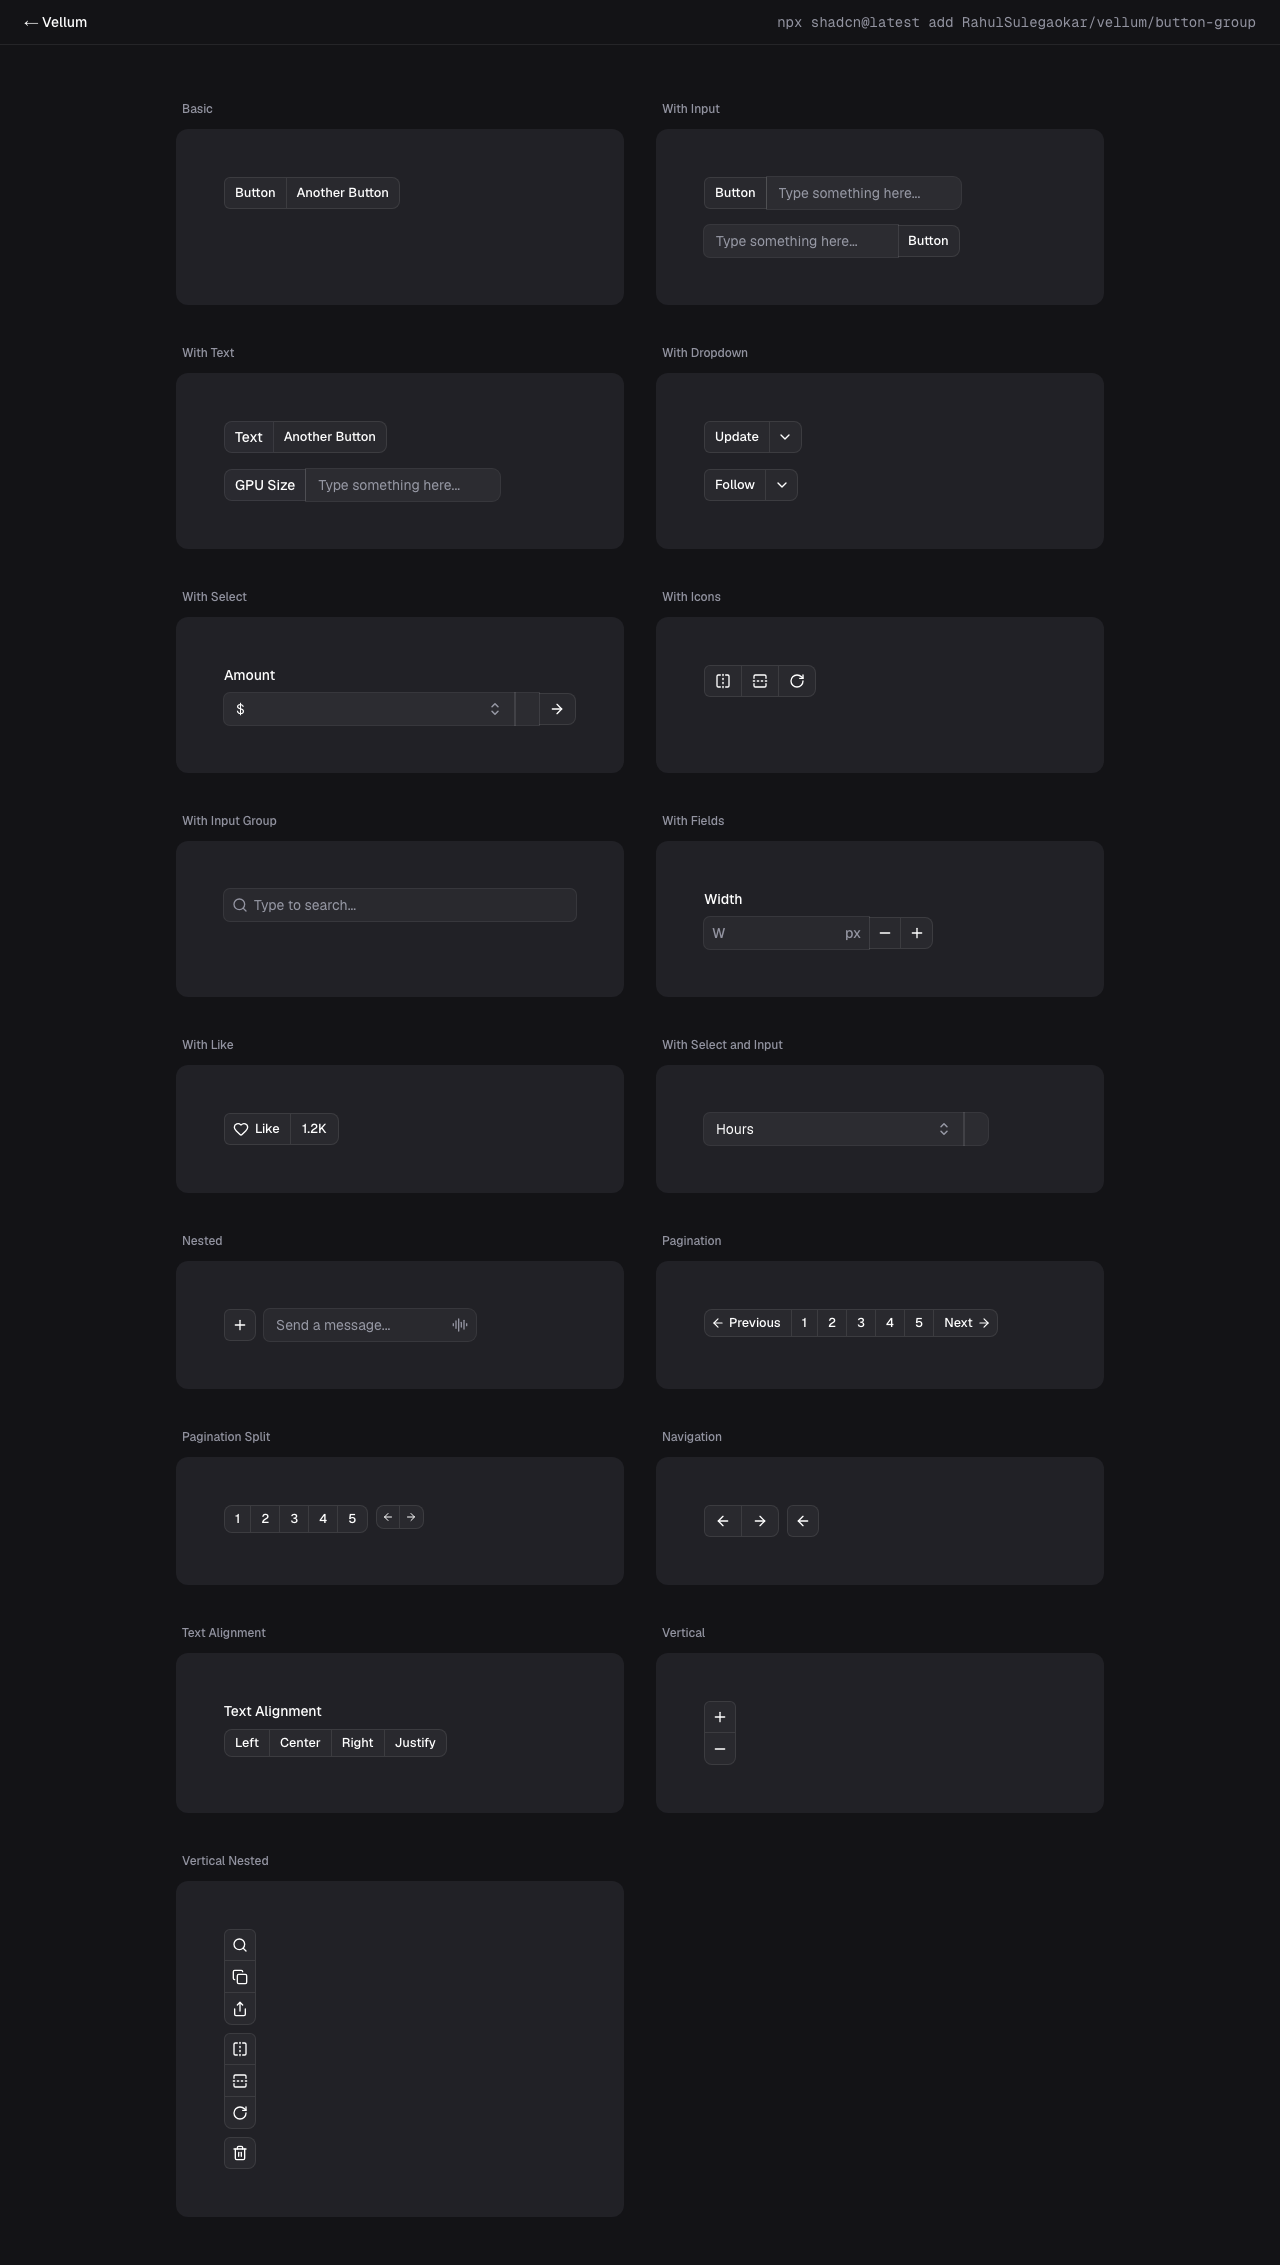 ← Vellum
npx shadcn@latest add RahulSulegaokar/vellum/button-group
Basic
Button Another Button
With Input
Button Type something here...
Type something here... Button
With Text
Text Another Button
GPU Size Type something here...
With Dropdown
Update
Follow
With Select
Amount
$
With Icons
With Input Group
Type to search...
With Fields
Width
W px
With Like
Like 1.2K
With Select and Input
Hours
Nested
Send a message...
Pagination
← Previous 1 2 3 4 5 Next →
Pagination Split
1 2 3 4 5 ← →
Navigation
← → ←
Text Alignment
Text Alignment
Left Center Right Justify
Vertical
Vertical Nested